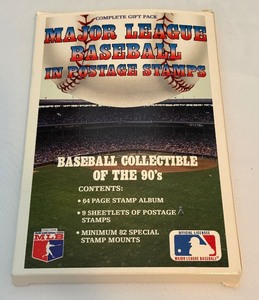 COMPLETE GIFT PACK
MAJOR LEAGUE
BASEBALL
IN POSTAGE STAMPS
BASEBALL COLLECTIBLE
OF THE 90's
CONTENTS:
• 64 PAGE STAMP ALBUM
• 9 SHEETLETS OF POSTAGE
STAMPS
• MINIMUM 82 SPECIAL
STAMP MOUNTS
MLB
OFFICIAL LICENSEE
MAJOR LEAGUE BASEBALL